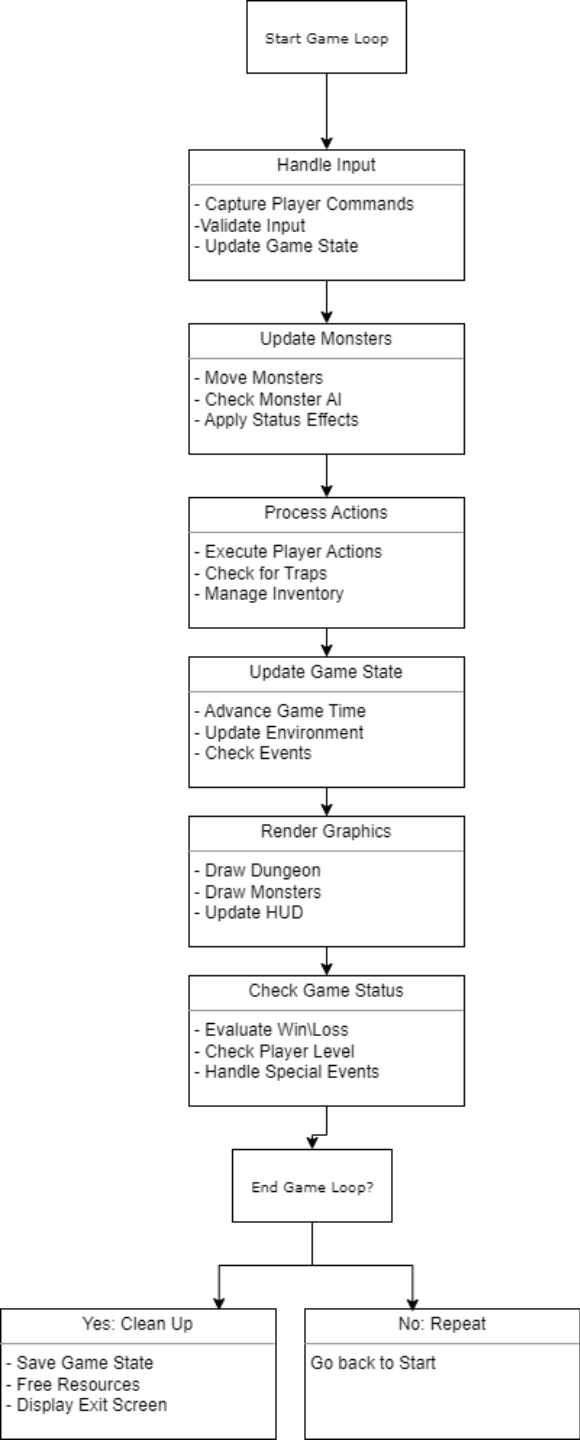 Start Game Loop
Handle Input
- Capture Player Commands
-Validate Input
- Update Game State
Update Monsters
- Move Monsters
- Check Monster AI
- Apply Status Effects
Process Actions
- Execute Player Actions
- Check for Traps
- Manage Inventory
Update Game State
- Advance Game Time
- Update Environment
- Check Events
Render Graphics
- Draw Dungeon
- Draw Monsters
- Update HUD
Check Game Status
- Evaluate Win\Loss
- Check Player Level
- Handle Special Events
End Game Loop?
Yes: Clean Up
- Save Game State
- Free Resources
- Display Exit Screen
No: Repeat
Go back to Start